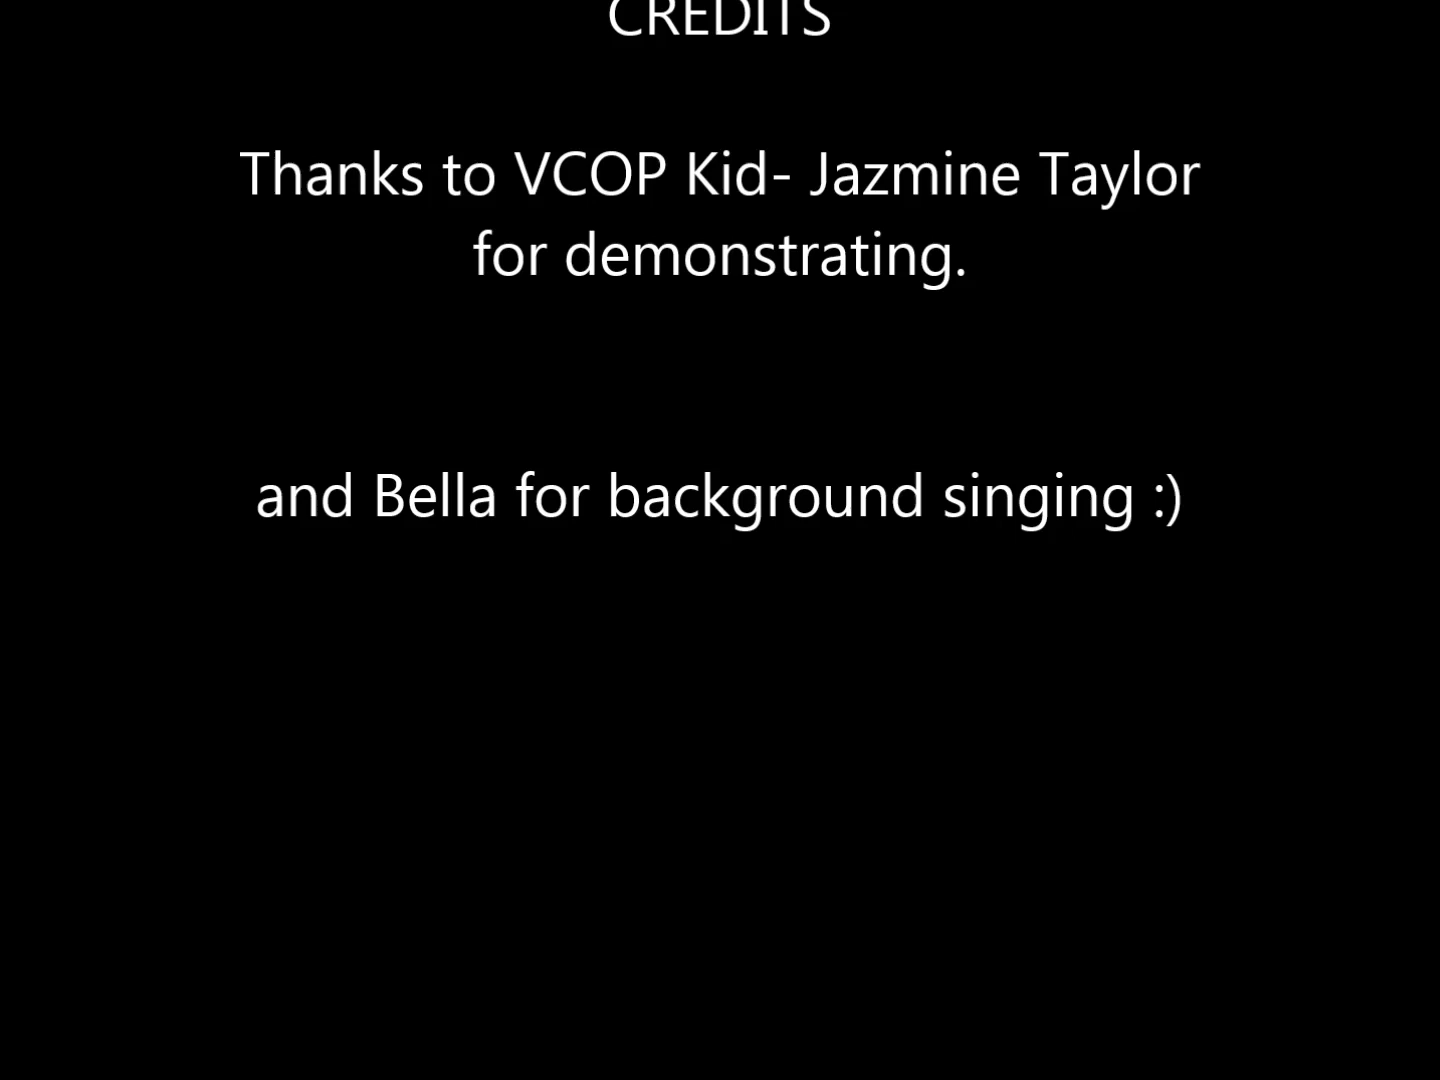 CREDITS
Thanks to VCOP Kid- Jazmine Taylor
for demonstrating.
and Bella for background singing :)